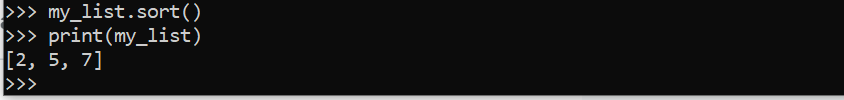 >>> my_list.sort()
>>> print(my_list)
[2, 5, 7]
>>>